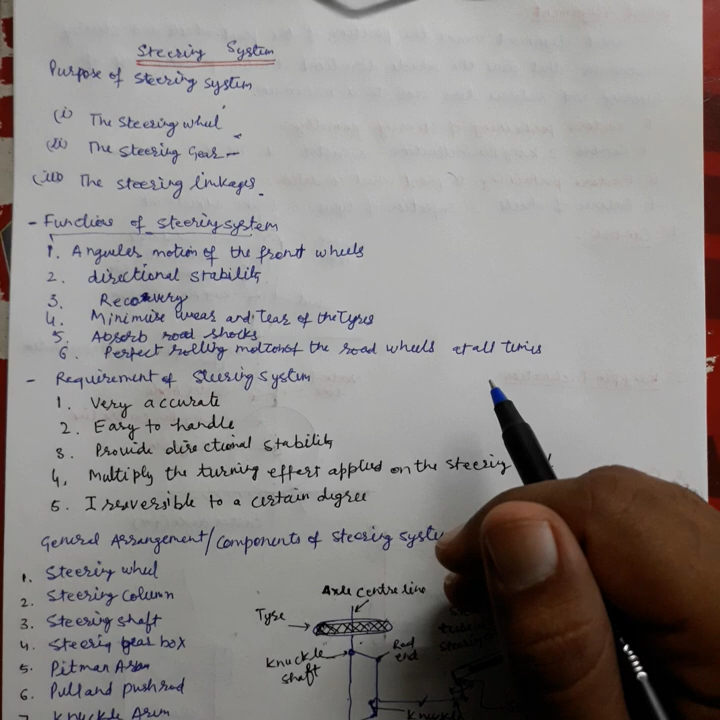 Steering System
Purpose of steering system
(i) The steering wheel
(ii) The steering Gear
(iii) The steering linkages.
- Functions of steering system
1. Angular motion of the front wheels
2. directional stability
3. Recovery
4. Minimise wear and tear of the tyres
5. Absorb road shocks
6. Perfect rolling motion of the road wheels at all times
- Requirement of steering system
1. Very accurate
2. Easy to handle
3. Provide directional stability
4. Multiply the turning effort applied on the steering
5. Irreversible to a certain degree
General Arrangement/Components of steering
1. Steering wheel
2. Steering column
3. Steering shaft
4. Steering gear box
5. Pitman Arm
6. Pull and push rod
7. Knuckle Arm
Axle centre line
Tyre
Knuckle shaft
Rod end
Knuckle